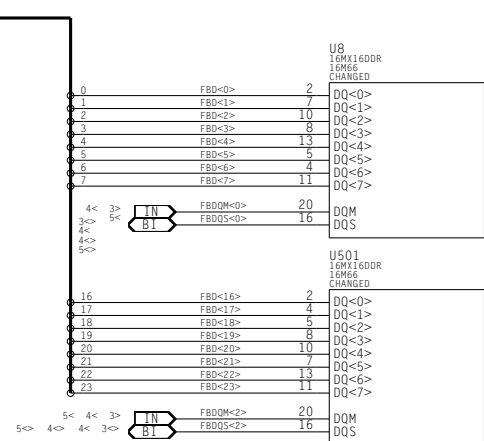 U8
16MX16DDR
16M66
CHANGED
0 FBD<0> 2 DQ<0>
1 FBD<1> 7 DQ<1>
2 FBD<2> 10 DQ<2>
3 FBD<3> 8 DQ<3>
4 FBD<4> 13 DQ<4>
5 FBD<5> 5 DQ<5>
6 FBD<6> 4 DQ<6>
7 FBD<7> 11 DQ<7>
4< 3> IN FBDQM<0> 20 DQM
3<> 5< BI FBDQS<0> 16 DQS
4<
4<>
5<>
U501
16MX16DDR
16M66
CHANGED
16 FBD<16> 2 DQ<0>
17 FBD<17> 4 DQ<1>
18 FBD<18> 5 DQ<2>
19 FBD<19> 8 DQ<3>
20 FBD<20> 10 DQ<4>
21 FBD<21> 7 DQ<5>
22 FBD<22> 13 DQ<6>
23 FBD<23> 11 DQ<7>
5< 4< 3> IN FBDQM<2> 20 DQM
5<> 4<> 4< 3<> BI FBDQS<2> 16 DQS